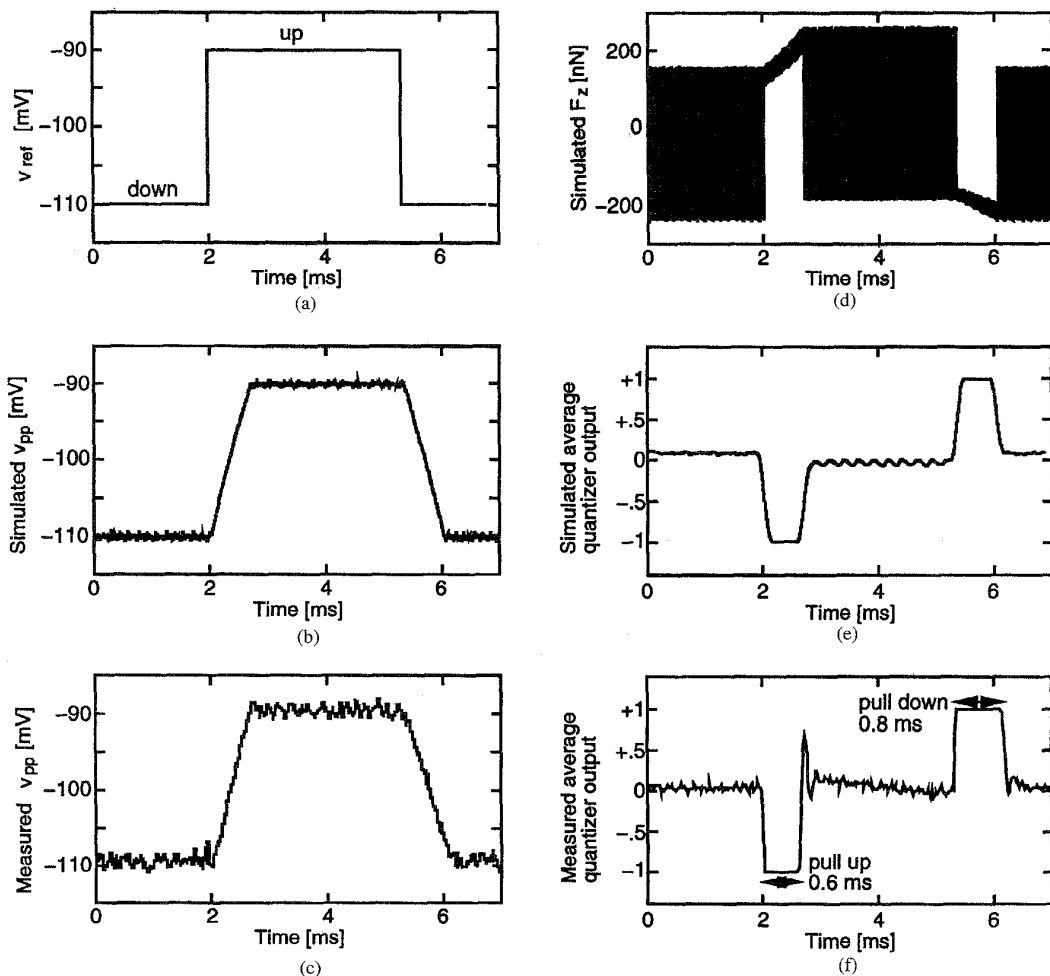 v ref [mV]
-90
-100
-110
up
down
0 2 4 6
Time [ms]
(a)
Simulated F z [nN]
200
0
-200
0 2 4 6
Time [ms]
(d)
Simulated v pp [mV]
-90
-100
-110
0 2 4 6
Time [ms]
(b)
Simulated average
quantizer output
+1
+.5
0
-.5
-1
0 2 4 6
Time [ms]
(e)
Measured v pp [mV]
-90
-100
-110
0 2 4 6
Time [ms]
(c)
Measured average
quantizer output
+1
+.5
0
-.5
-1
pull down
0.8 ms
pull up
0.6 ms
0 2 4 6
Time [ms]
(f)